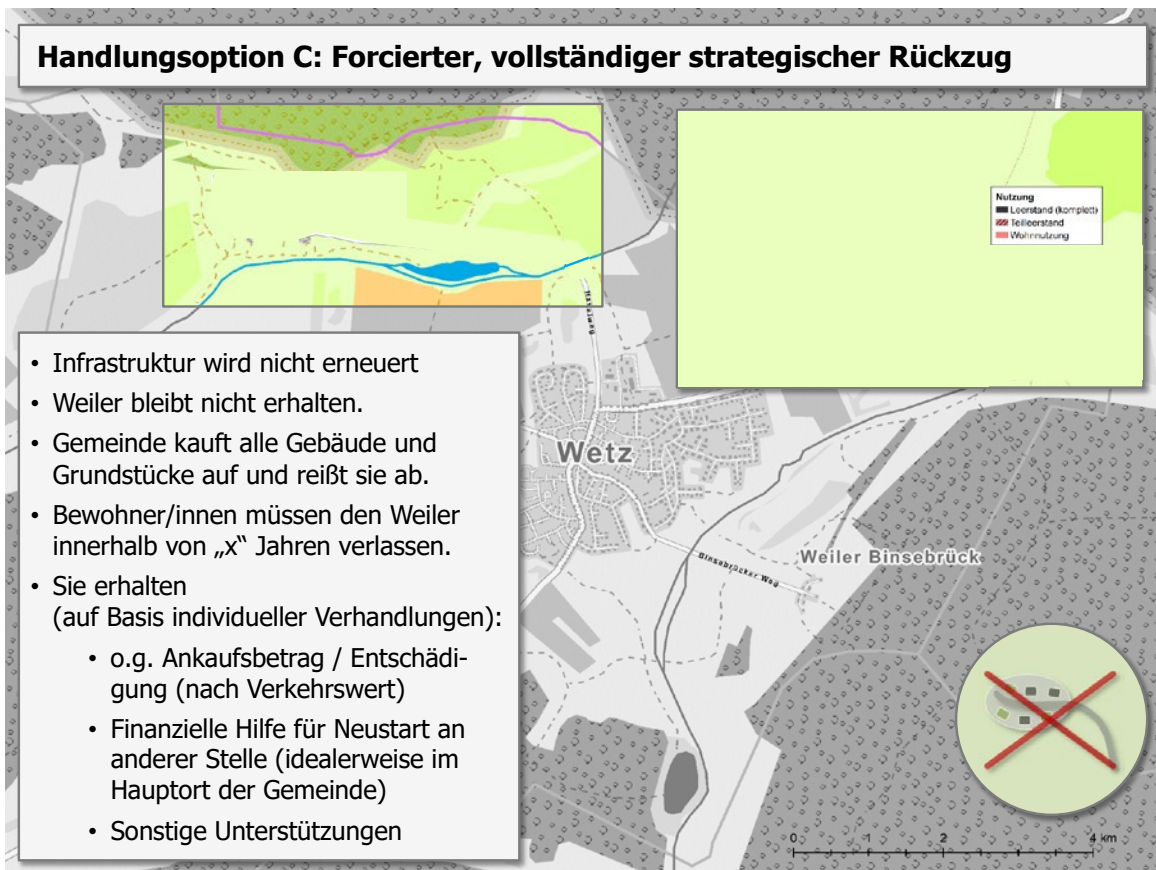 Handlungsoption C: Forcierter, vollständiger strategischer Rückzug
Nutzung
Leerstand (komplett)
Teilleerstand
Wohnnutzung
• Infrastruktur wird nicht erneuert
• Weiler bleibt nicht erhalten.
• Gemeinde kauft alle Gebäude und
Grundstücke auf und reißt sie ab.
• Bewohner/innen müssen den Weiler
innerhalb von „x“ Jahren verlassen.
• Sie erhalten
(auf Basis individueller Verhandlungen):
• o.g. Ankaufsbetrag / Entschädi-
gung (nach Verkehrswert)
• Finanzielle Hilfe für Neustart an
anderer Stelle (idealerweise im
Hauptort der Gemeinde)
• Sonstige Unterstützungen
Wetz
Binsebrücker Weg
Weiler Binsebrück
0 1 2 4 km